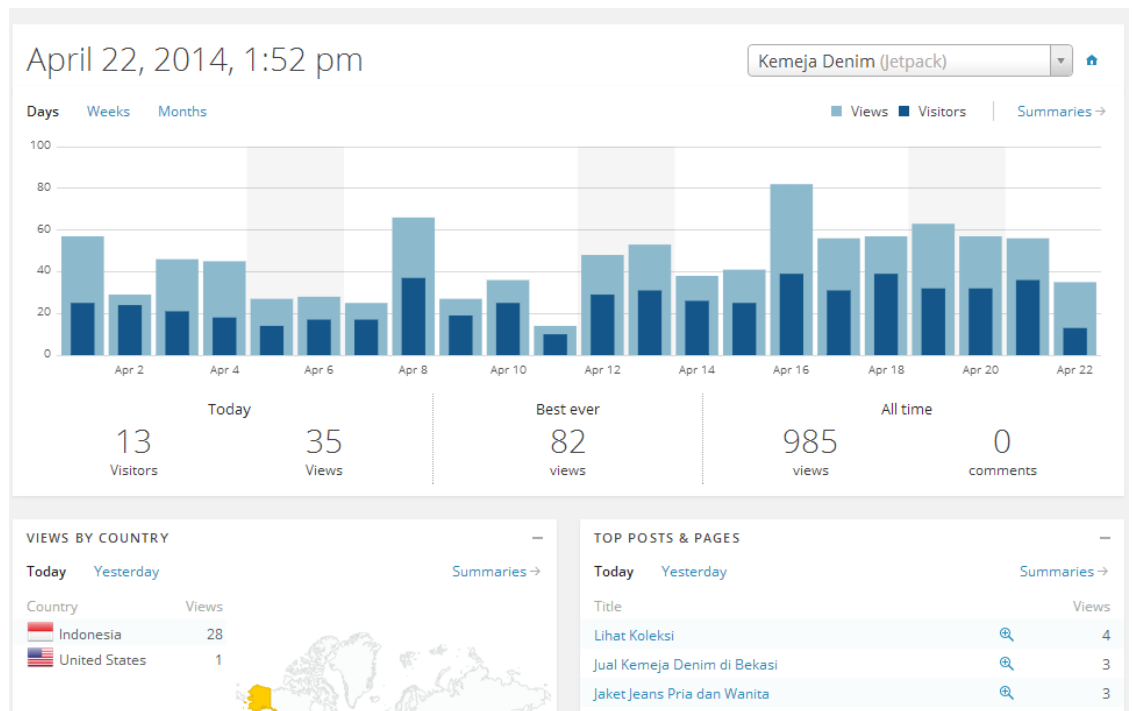 April 22, 2014, 1:52 pm
Kemeja Denim (Jetpack)
Days Weeks Months
Views Visitors Summaries→
100
80
60
40
20
0
Apr 2 Apr 4 Apr 6 Apr 8 Apr 10 Apr 12 Apr 14 Apr 16 Apr 18 Apr 20 Apr 22
Today Best ever All time
13 35 82 985 0
Visitors Views views views comments
VIEWS BY COUNTRY
Today Yesterday Summaries→
Country Views
Indonesia 28
United States 1
TOP POSTS & PAGES
Today Yesterday Summaries→
Title Views
Lihat Koleksi 4
Jual Kemeja Denim di Bekasi 3
Jaket Jeans Pria dan Wanita 3